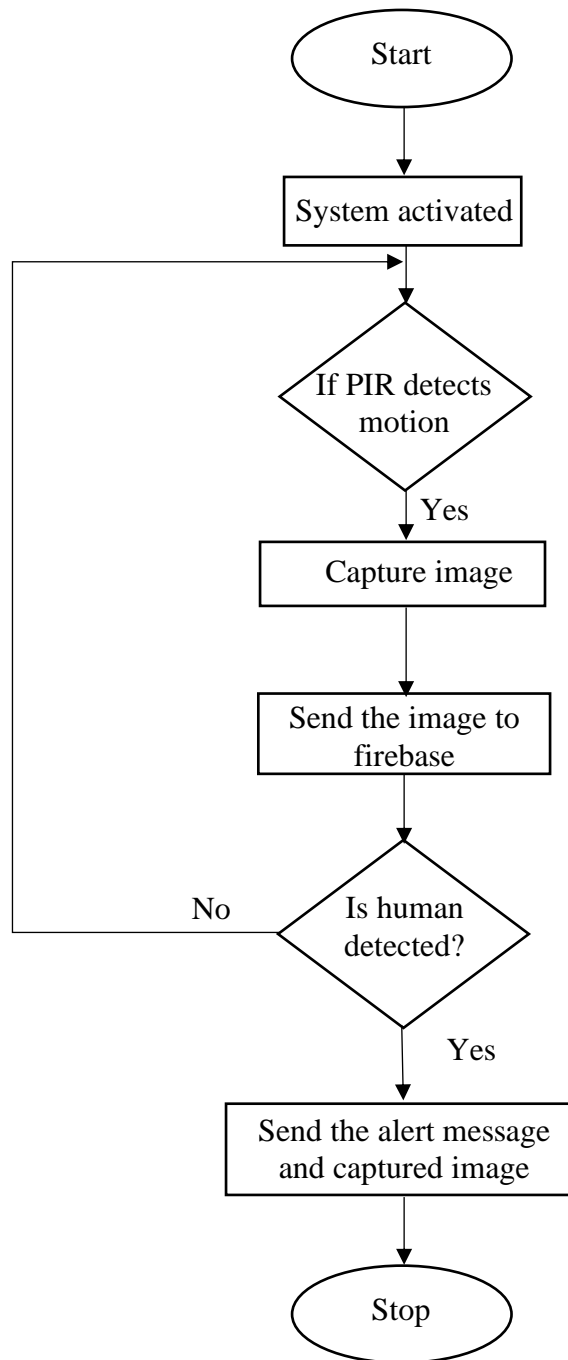 Start
System activated
If PIR detects
motion
Yes
Capture image
Send the image to
firebase
No
Is human
detected?
Yes
Send the alert message
and captured image
Stop